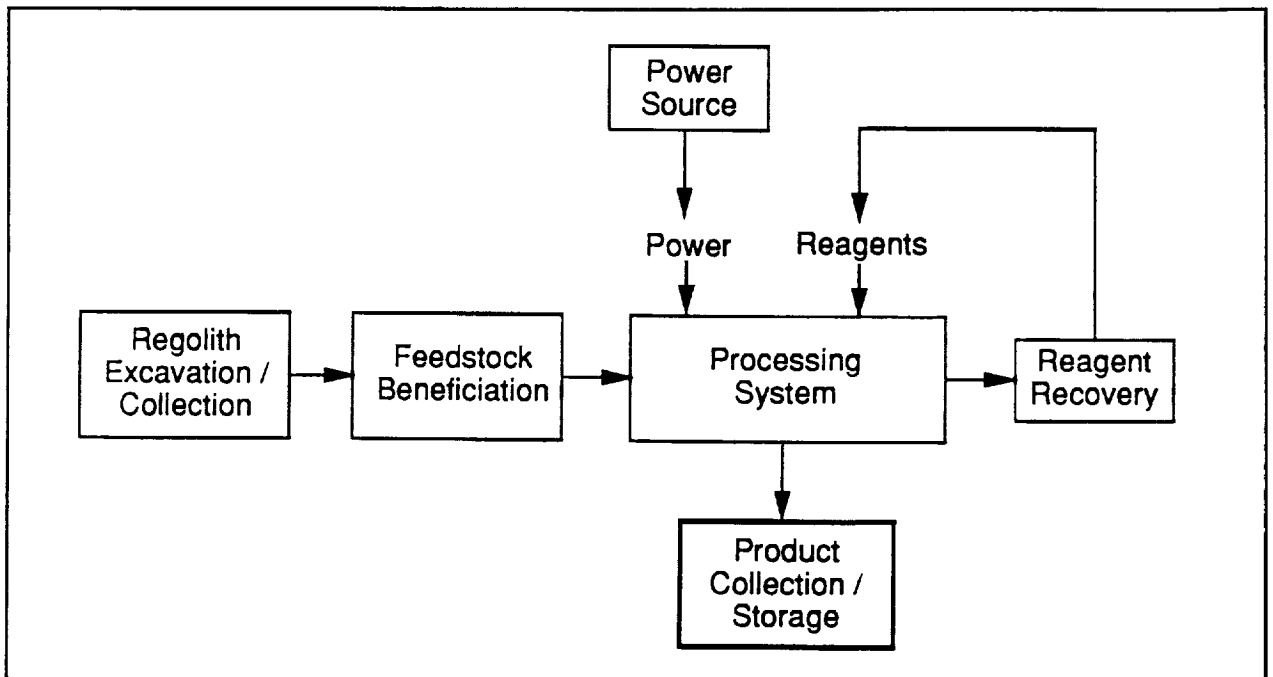 Power
Source
Power
Reagents
Regolith
Excavation /
Collection
Feedstock
Beneficiation
Processing
System
Reagent
Recovery
Product
Collection /
Storage